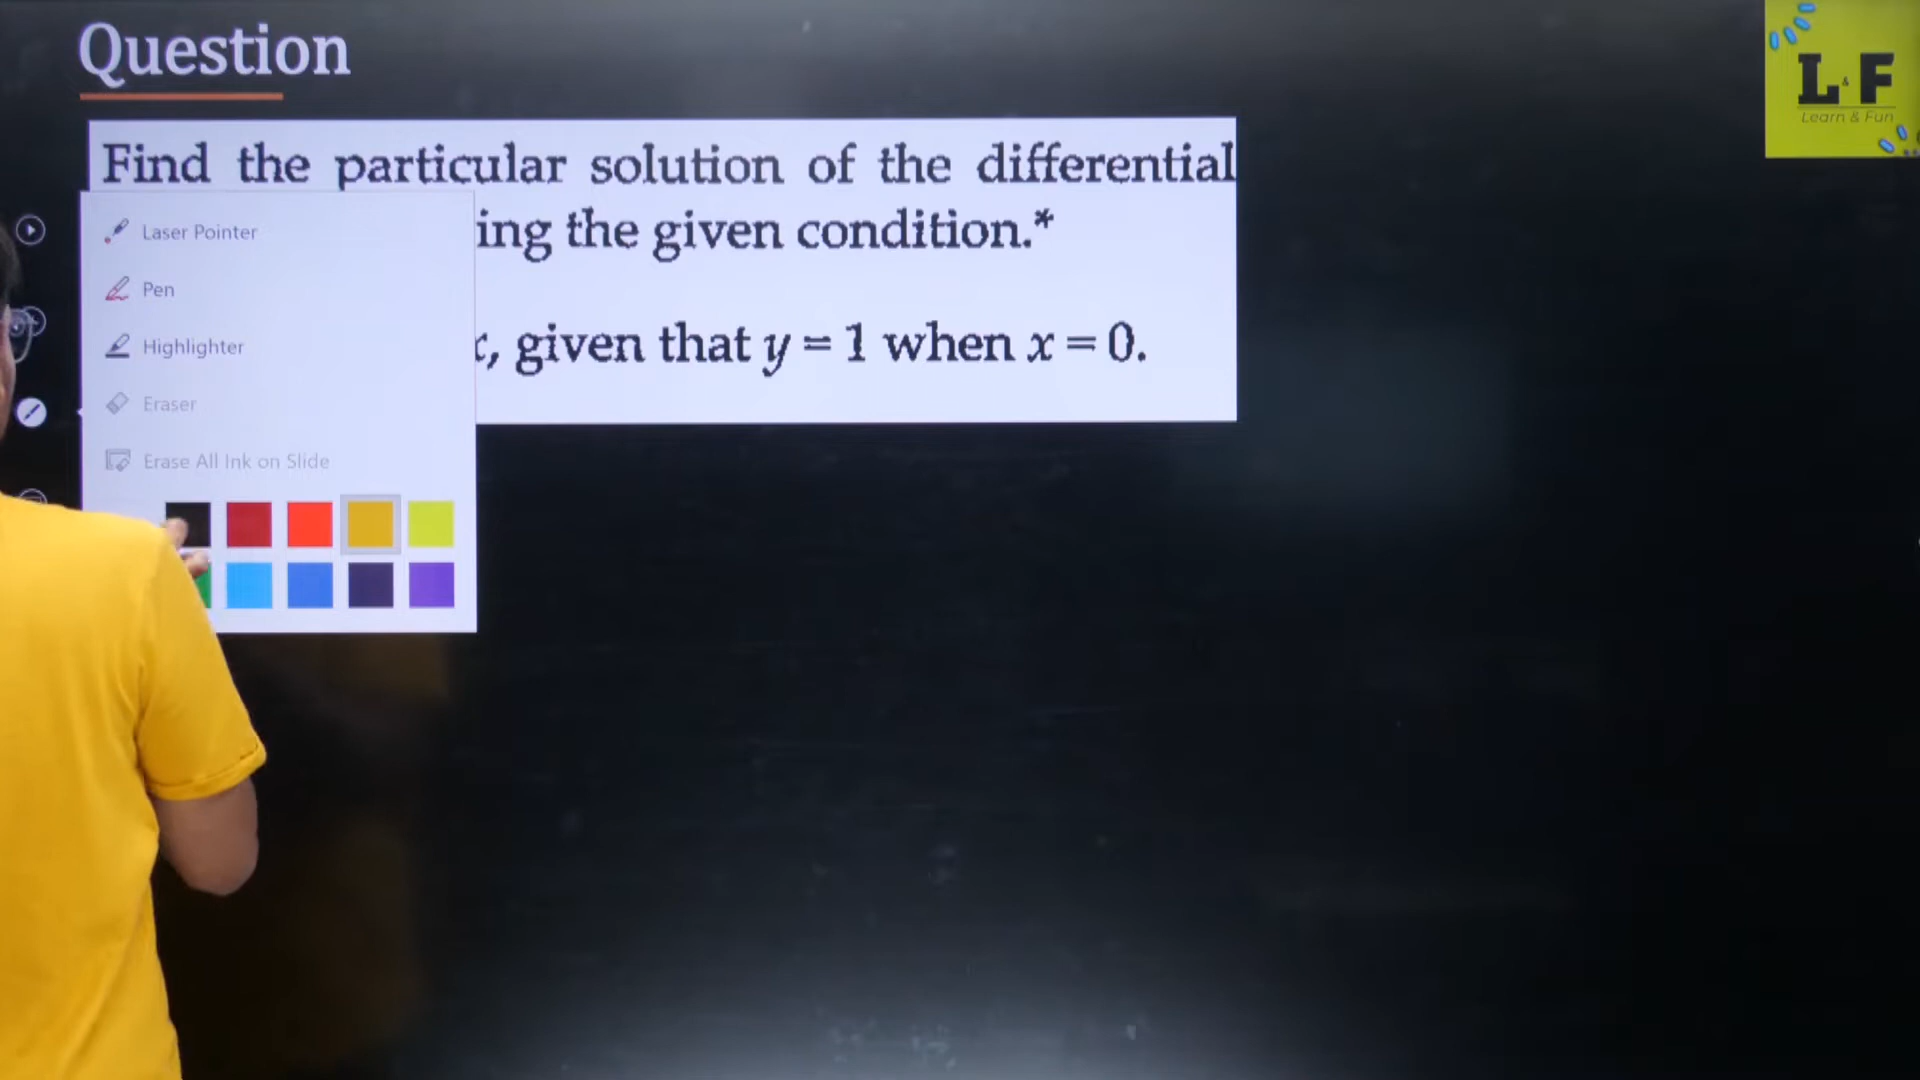 Question
L&F
Learn & Fun
Find the particular solution of the differential
ing the given condition.*
, given that y = 1 when x = 0.
Laser Pointer
Pen
Highlighter
Eraser
Erase All Ink on Slide